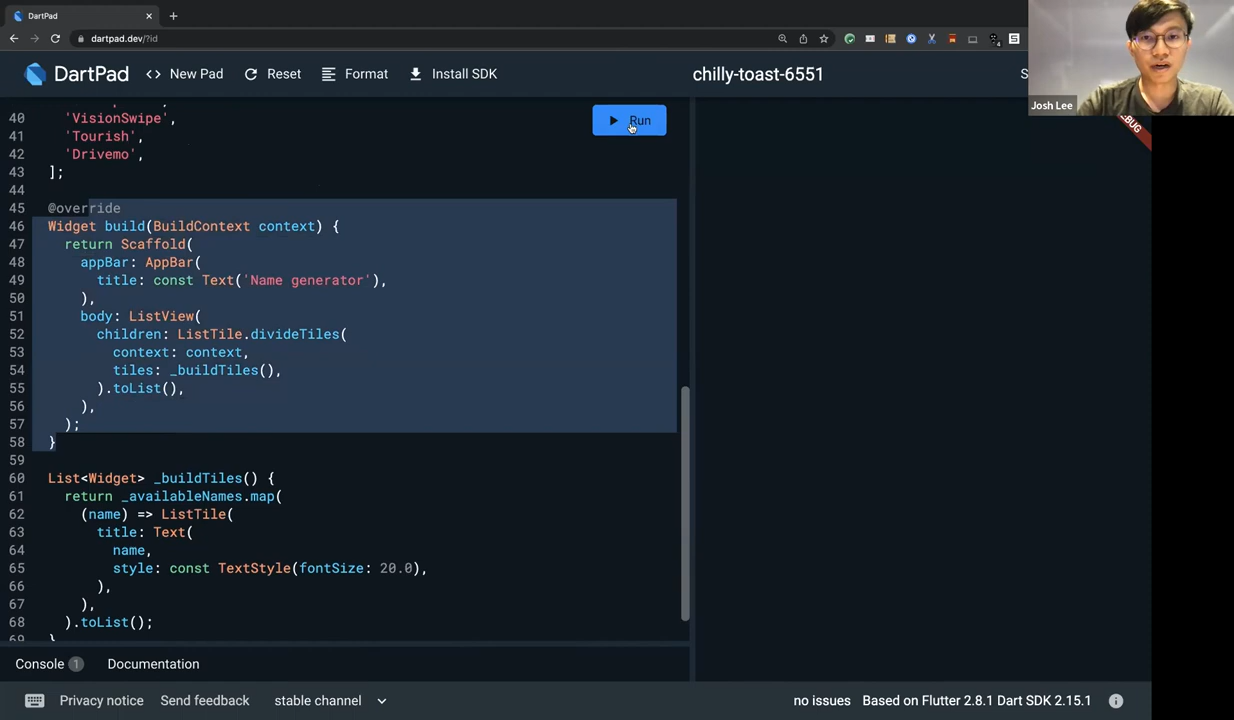 DartPad
dartpad.dev/?id
DartPad
New Pad
Reset
Format
Install SDK
chilly-toast-6551
S
Josh Lee
Run
40 'VisionSwipe',
41 'Tourish',
42 'Drivemo',
43 ];
44
45 @override
46 Widget build(BuildContext context) {
47 return Scaffold(
48 appBar: AppBar(
49 title: const Text('Name generator'),
50 ),
51 body: ListView(
52 children: ListTile.divideTiles(
53 context: context,
54 tiles: _buildTiles(),
55 ).toList(),
56 ),
57 );
58 }
59
60 List<Widget> _buildTiles() {
61 return _availableNames.map(
62 (name) => ListTile(
63 title: Text(
64 name,
65 style: const TextStyle(fontSize: 20.0),
66 ),
67 ),
68 ).toList();
69 }
Console 1
Documentation
Privacy notice
Send feedback
stable channel
no issues
Based on Flutter 2.8.1 Dart SDK 2.15.1